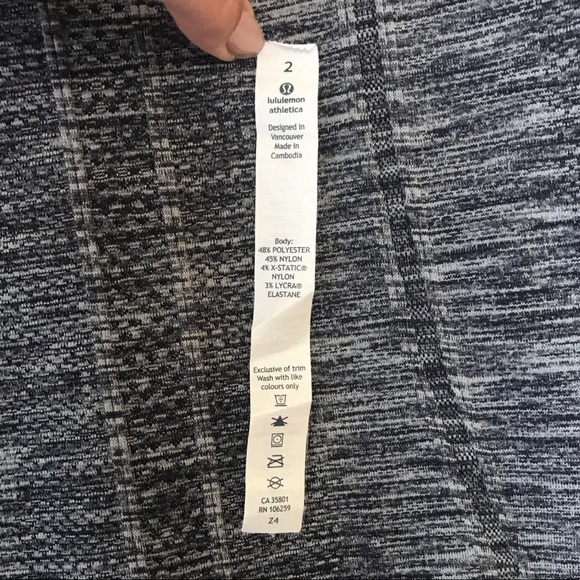 2
lululemon
athletica
Designed in
Vancouver
Made in
Cambodia
Body:
48% POLYESTER
45% NYLON
4% X-STATIC®
NYLON
3% LYCRA®
ELASTANE
Exclusive of trim
Wash with like
colours only
CA 35801
RN 106259
Z4